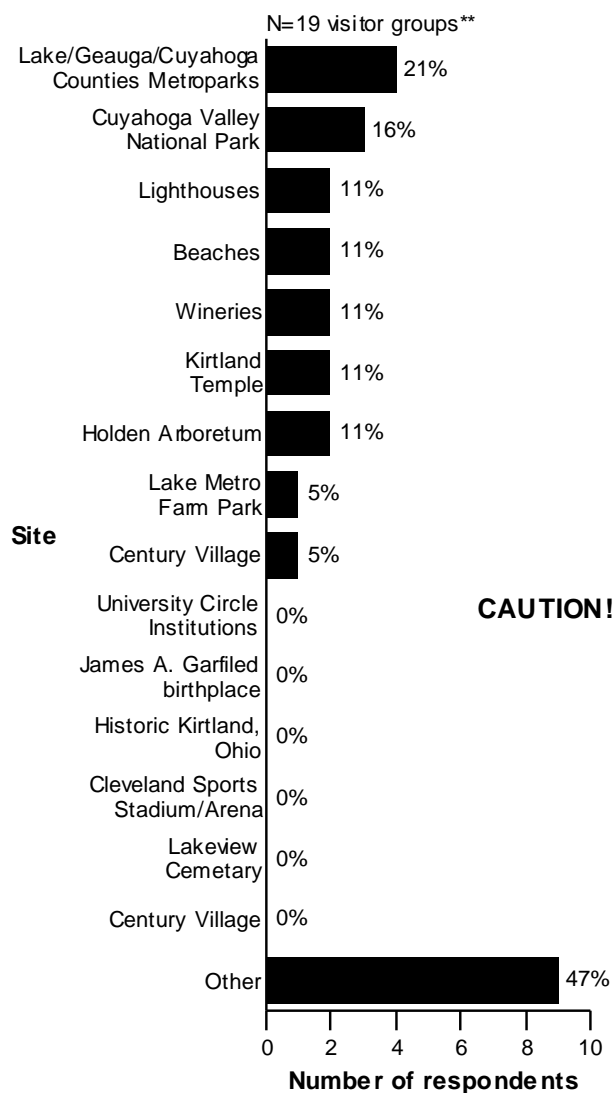 N=19 visitor groups**
Lake/Geauga/Cuyahoga
Counties Metroparks
21%
Cuyahoga Valley
National Park
16%
Lighthouses
11%
Beaches
11%
Wineries
11%
Kirtland
Temple
11%
Holden Arboretum
11%
Lake Metro
Farm Park
5%
Site
Century Village
5%
University Circle
Institutions
0%
CAUTION!
James A. Garfiled
birthplace
0%
Historic Kirtland,
Ohio
0%
Cleveland Sports
Stadium/Arena
0%
Lakeview
Cemetary
0%
Century Village
0%
Other
47%
0 2 4 6 8 10
Number of respondents